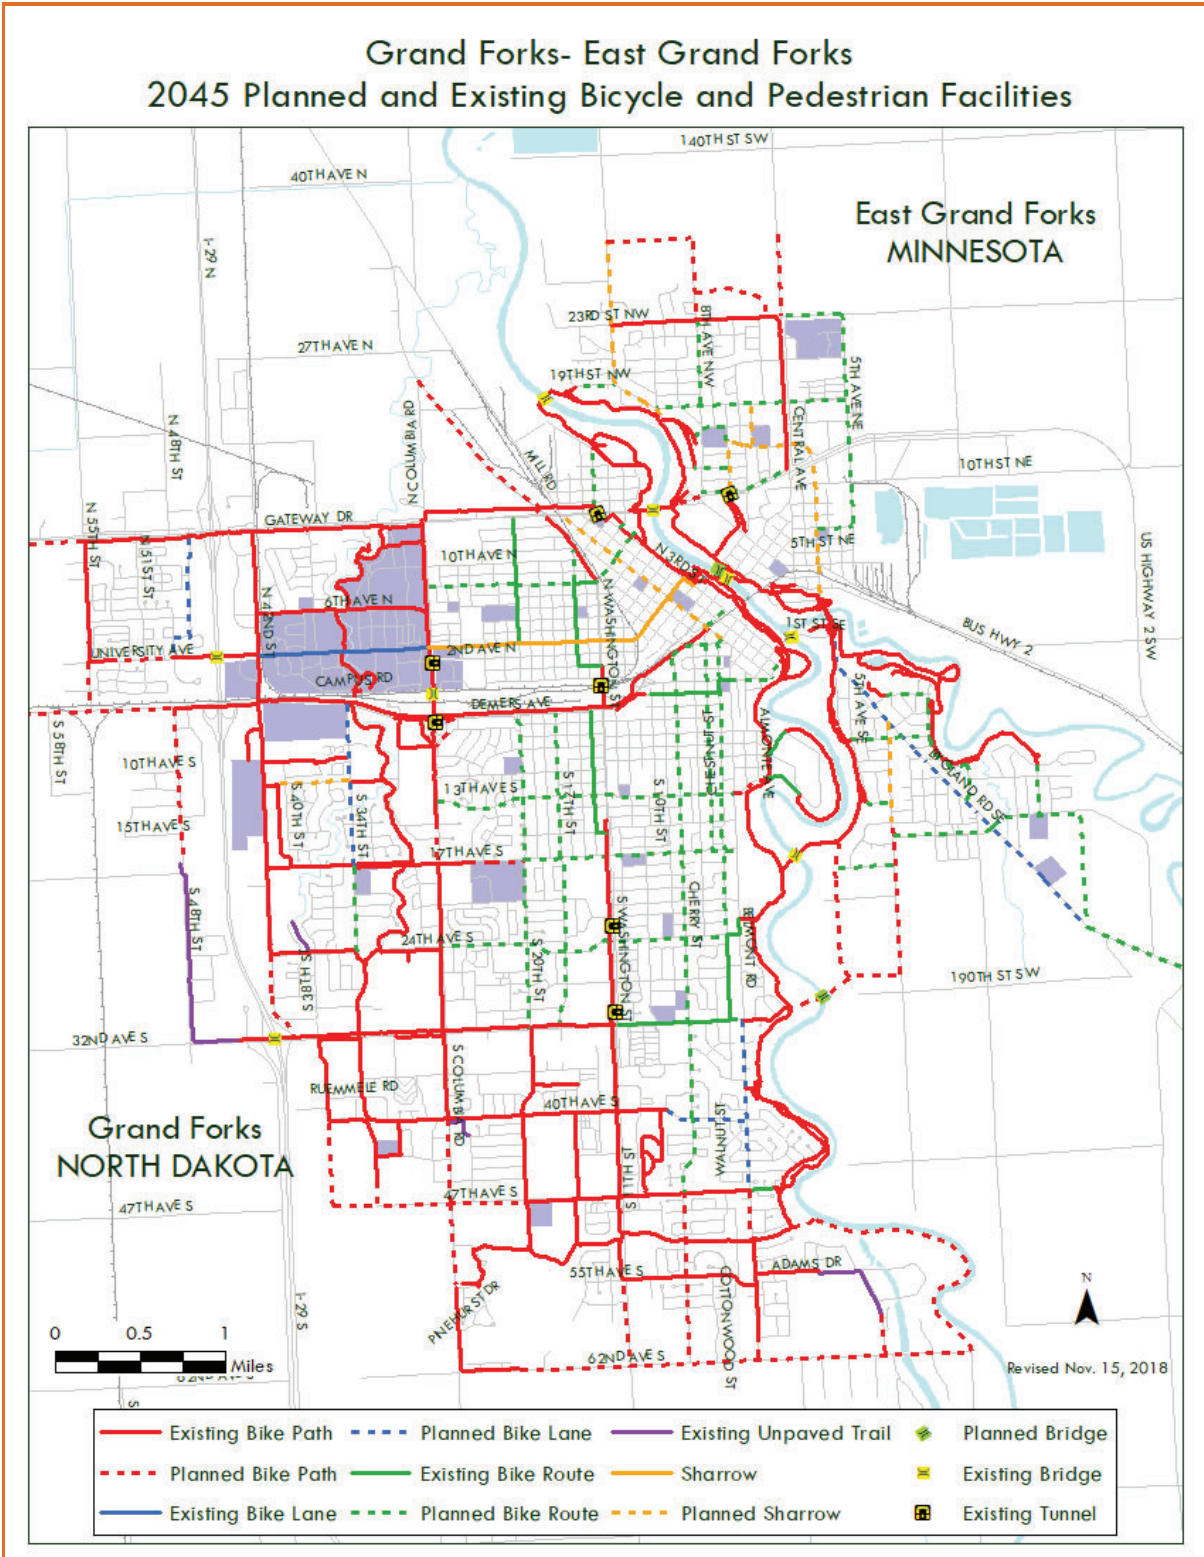 Grand Forks- East Grand Forks
2045 Planned and Existing Bicycle and Pedestrian Facilities
140TH ST SW
40TH AVE N
East Grand Forks
MINNESOTA
I-29 N
23RD ST NW
8TH AVE NW
27TH AVE N
19TH ST NW
5TH AVE NE
N COLUMBIA RD
CENTRAL AVE
N 48TH ST
MILL RD
10TH ST NE
N 55TH ST
GATEWAY DR
N 51ST ST
10TH AVE N
N 3RD ST
5TH ST NE
US HIGHWAY 2 SW
N 42ND ST
6TH AVE N
N WASHINGTON ST
1ST ST SE
BUS HWY 2
UNIVERSITY AVE
2ND AVE N
CAMPUS RD
DEMERS AVE
5TH AVE SE
S 58TH ST
CHESTNUT ST
ALMONTE AVE
10TH AVE S
BYGLAND RD SE
13TH AVE S
S 40TH ST
S 34TH ST
S 17TH ST
S 10TH ST
15TH AVE S
17TH AVE S
S 48TH ST
CHERRY ST
S WASHINGTON ST
BELMONT RD
24TH AVE S
S 20TH ST
S 38TH ST
190TH ST SW
32ND AVE S
S COLUMBIA RD
RUEMMELE RD
40TH AVE S
WALNUT ST
Grand Forks
NORTH DAKOTA
S 11TH ST
47TH AVE S
47TH AVE S
55TH AVE S
ADAMS DR
COTTONWOOD ST
PINEHURST DR
I-29 S
N
0 0.5 1
Miles
62ND AVE S
62ND AVE S
Revised Nov. 15, 2018
S
Existing Bike Path
Planned Bike Lane
Existing Unpaved Trail
Planned Bridge
Planned Bike Path
Existing Bike Route
Sharrow
Existing Bridge
Existing Bike Lane
Planned Bike Route
Planned Sharrow
Existing Tunnel